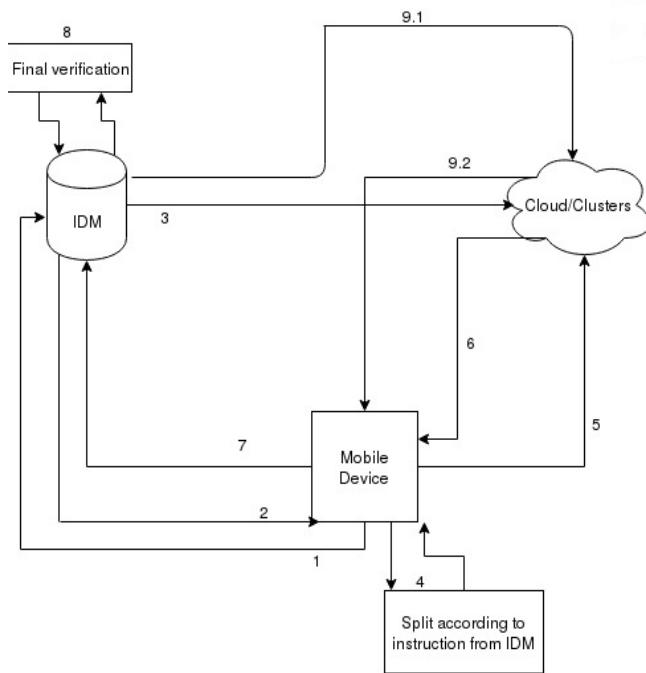 9.1
8
Final verification
9.2
Cloud/Clusters
IDM
3
6
5
7
Mobile
Device
2
1
4
Split according to
instruction from IDM